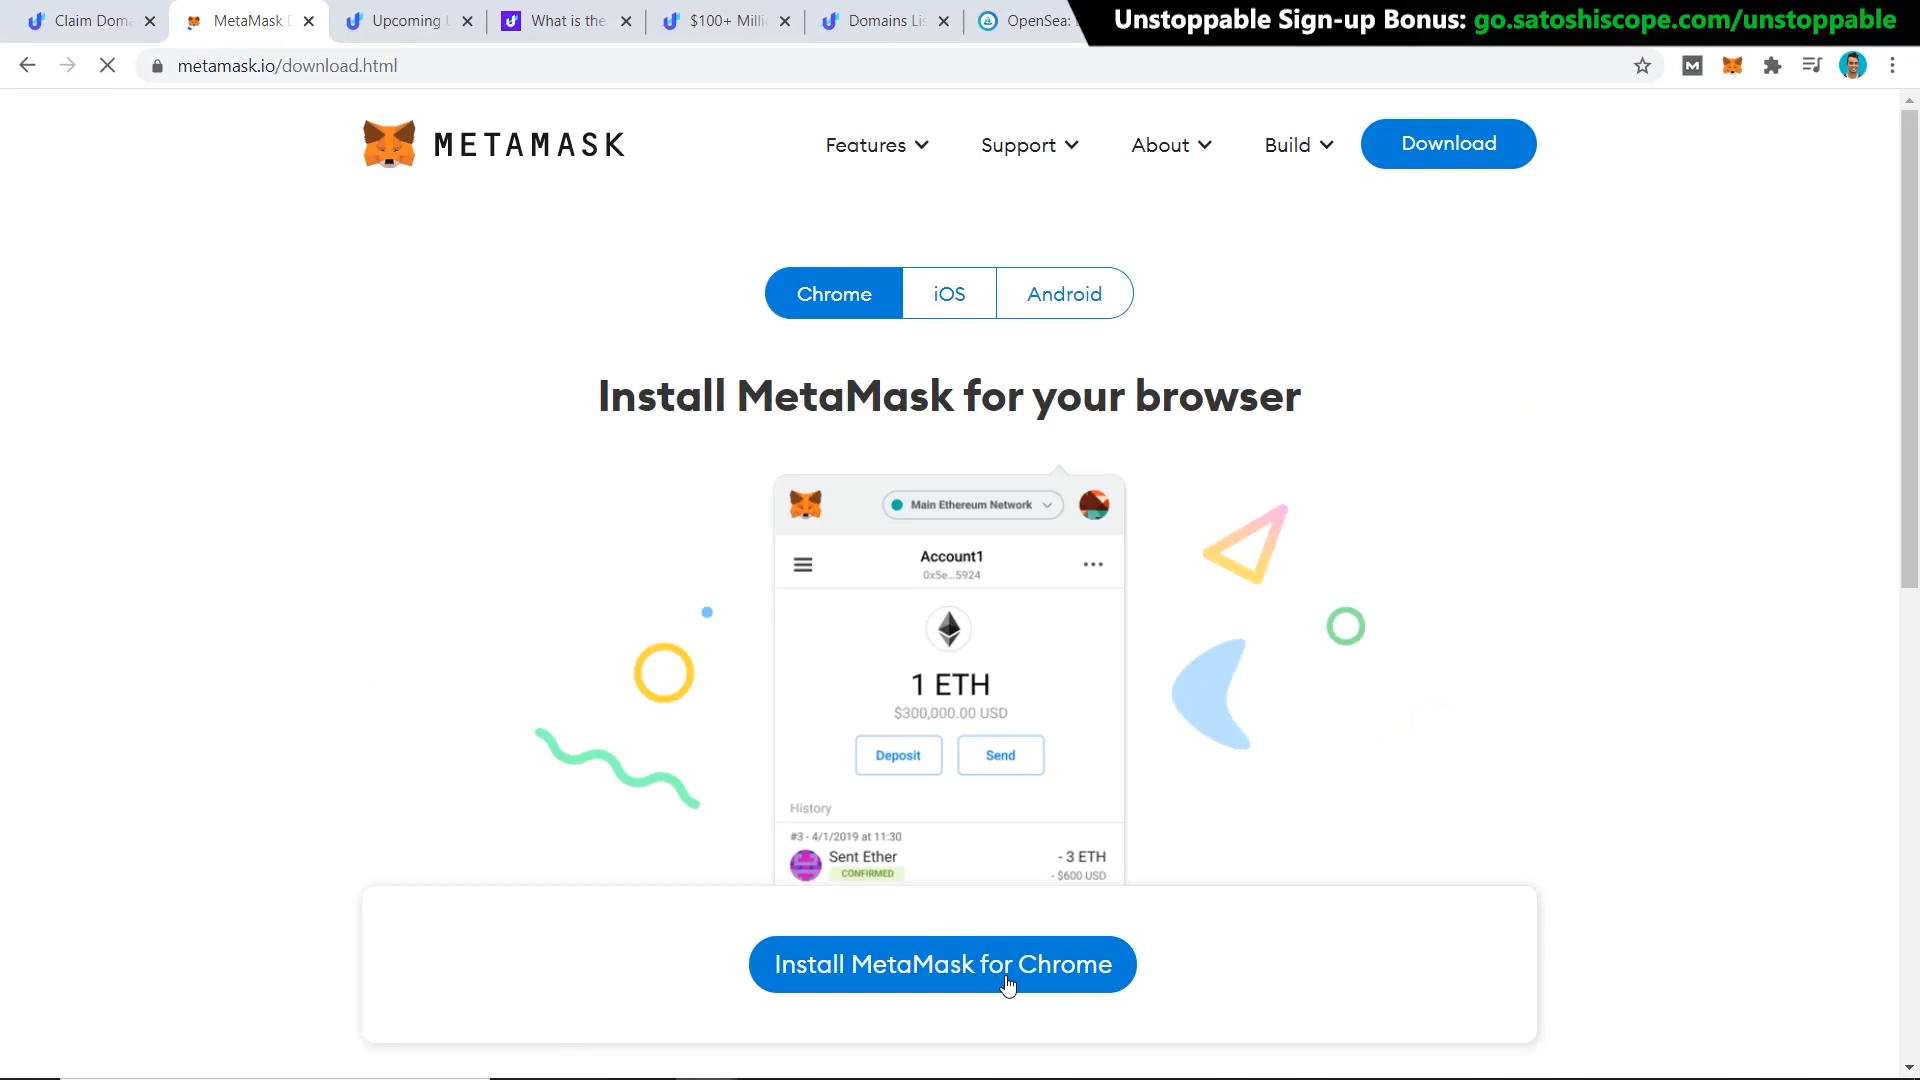 Claim Dom
MetaMask
Upcoming
What is the
$100+ Milli
Domains Lis
OpenSea:
Unstoppable Sign-up Bonus: go.satoshiscope.com/unstoppable
metamask.io/download.html
METAMASK
Features
Support
About
Build
Download
Chrome
iOS
Android
Install MetaMask for your browser
Main Ethereum Network
Account1
0x5e...5924
1 ETH
$300,000.00 USD
Deposit
Send
History
#3 - 4/1/2019 at 11:30
Sent Ether
- 3 ETH
CONFIRMED
- $600 USD
Install MetaMask for Chrome